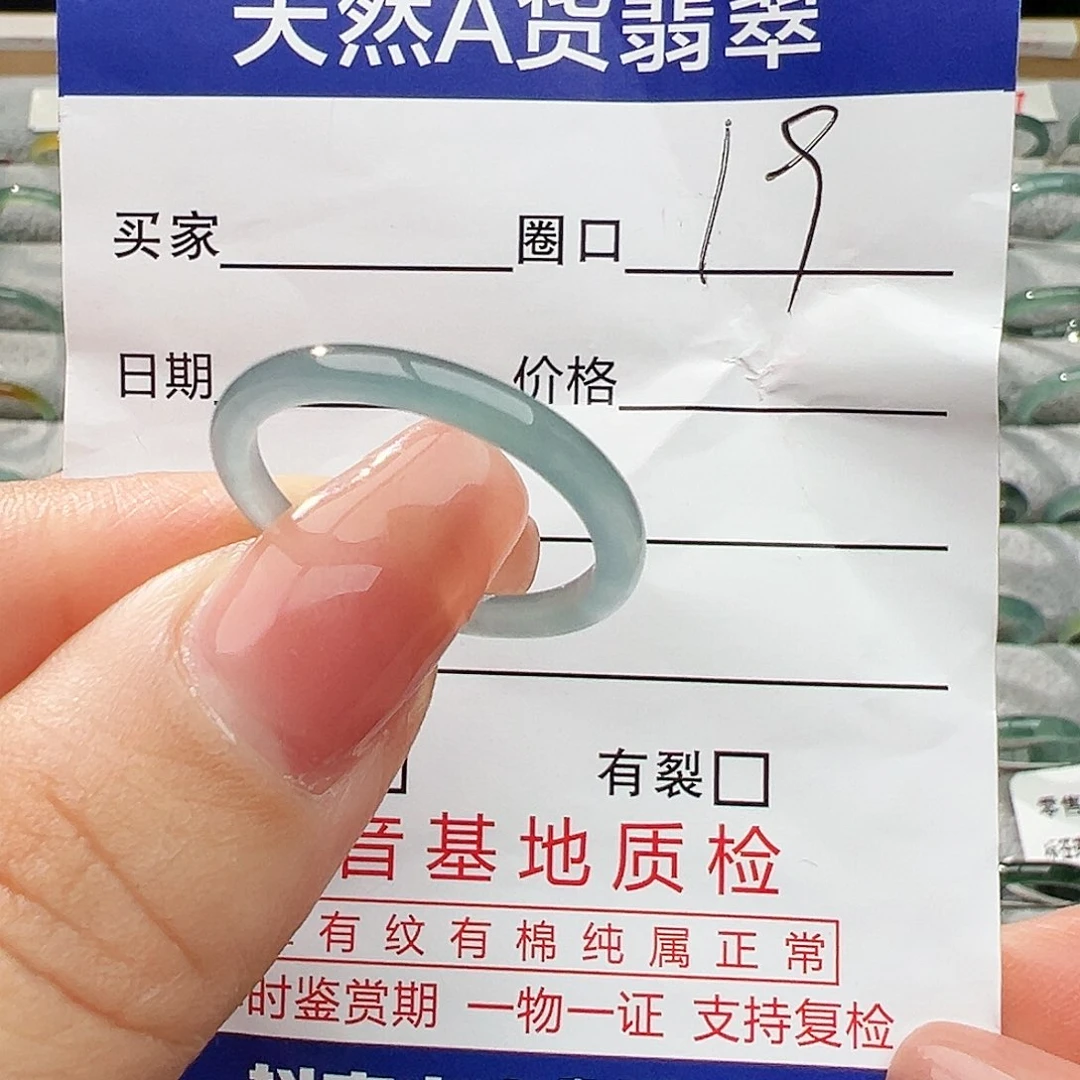 天然A货翡翠
买家 圈口 19
日期 价格
有裂
音基地质检
有纹有棉纯属正常
时鉴赏期 一物一证 支持复检
零售